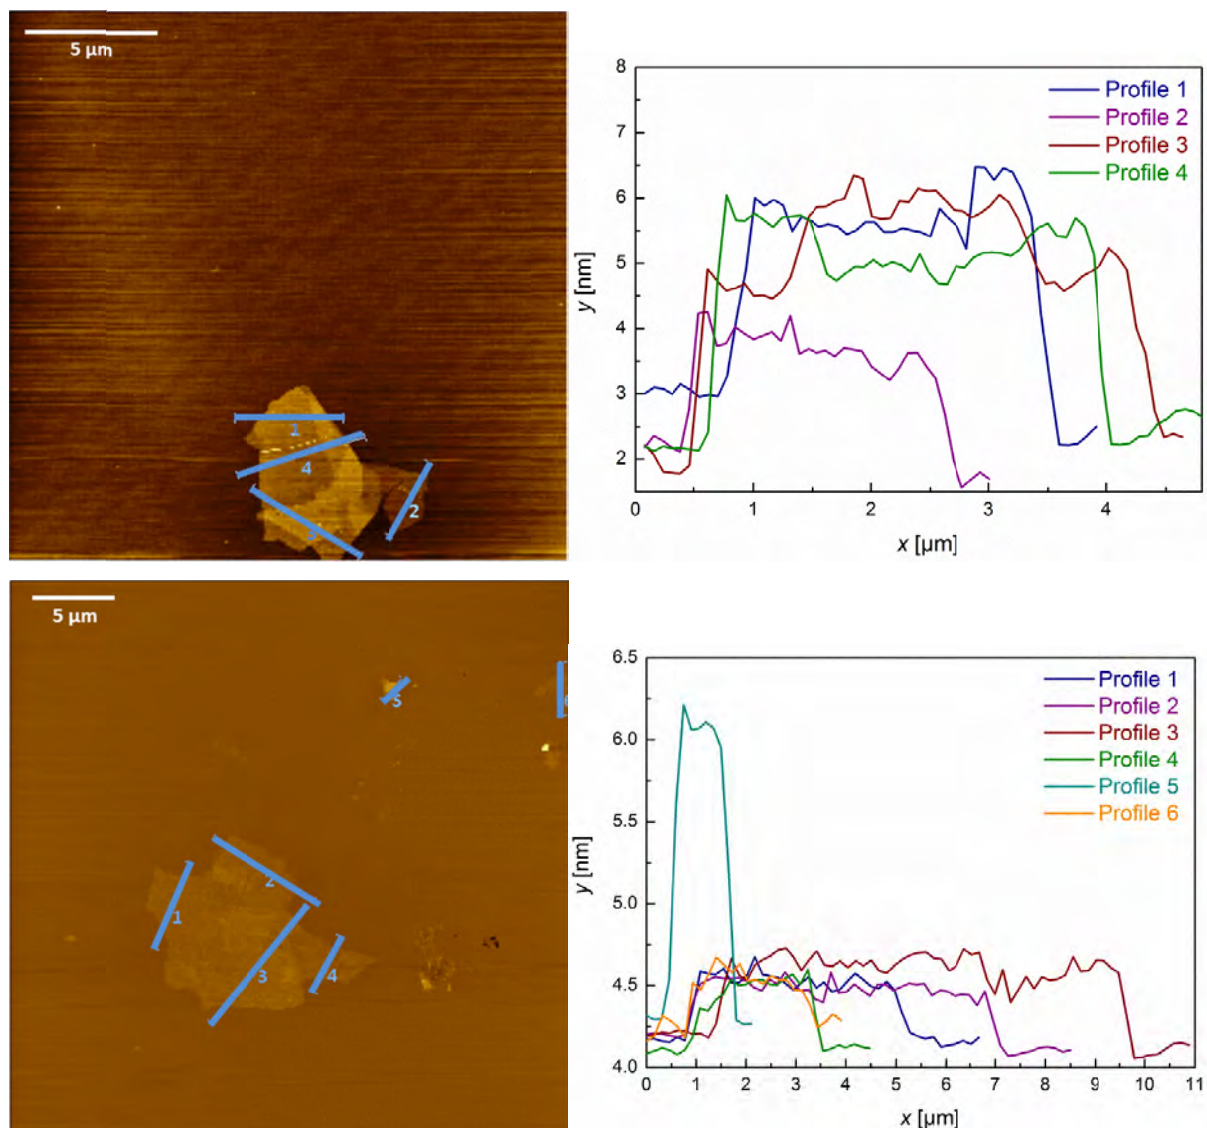 5 µm
1
4
3
2
8
7
6
5
4
3
2
y [nm]
Profile 1
Profile 2
Profile 3
Profile 4
0
1
2
3
4
x [µm]
5 µm
5
6
2
1
3
4
6.5
6.0
5.5
5.0
4.5
4.0
y [nm]
Profile 1
Profile 2
Profile 3
Profile 4
Profile 5
Profile 6
0 1 2 3 4 5 6 7 8 9 10 11
x [µm]